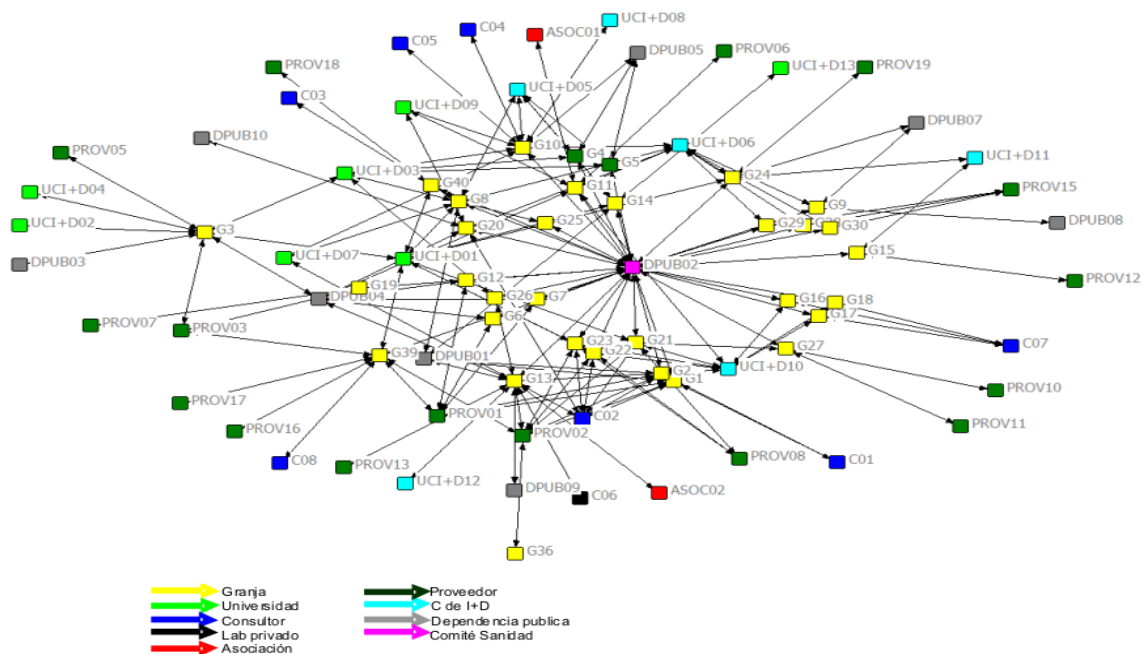 C04
UCI+D08
C05
ASOC01
DPUB05
PROV06
PROV18
UCI+D13
PROV19
C03
UCI+D05
UCI+D09
DPUB07
DPUB10
G10
G4
UCI+D06
PROV05
G5
UCI+D11
UCI+D03
G24
UCI+D04
G40
G11
PROV15
G8
G14
G9
UCI+D02
G3
G20
G25
G29
G30
DPUB08
DPUB03
UCI+D07
UCI+D01
DPUB02
G15
G19
G12
PROV12
DPUB04
G26
G7
G16
G18
PROV07
PROV03
G6
G17
G39
DPUB01
G23
G21
C07
G22
G27
G13
G2
UCI+D10
G1
PROV10
PROV17
PROV01
C02
PROV16
PROV02
PROV11
C08
PROV13
PROV08
C01
UCI+D12
DPUB09
C06
ASOC02
G36
Granja
Universidad
Consultor
Lab privado
Asociación
Proveedor
C de I+D
Dependencia publica
Comité Sanidad